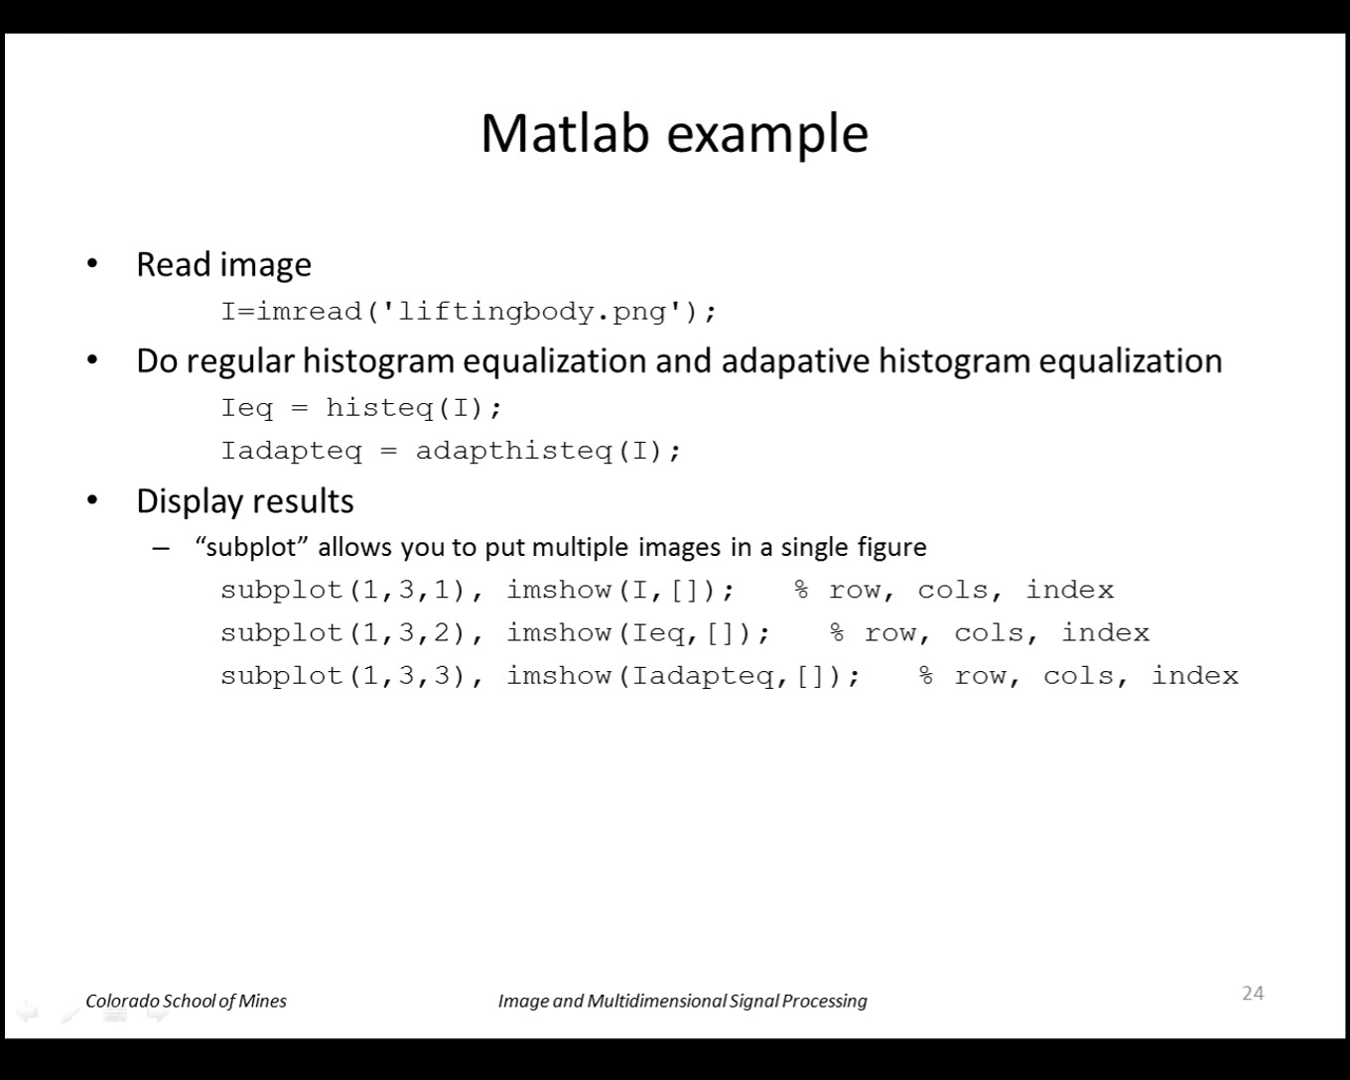 Matlab example
• Read image
I=imread('liftingbody.png');
• Do regular histogram equalization and adapative histogram equalization
Ieq = histeq(I);
Iadapteq = adapthisteq(I);
• Display results
– “subplot” allows you to put multiple images in a single figure
subplot(1,3,1), imshow(I,[]);   % row, cols, index
subplot(1,3,2), imshow(Ieq,[]);   % row, cols, index
subplot(1,3,3), imshow(Iadapteq,[]);   % row, cols, index
Colorado School of Mines
Image and Multidimensional Signal Processing
24